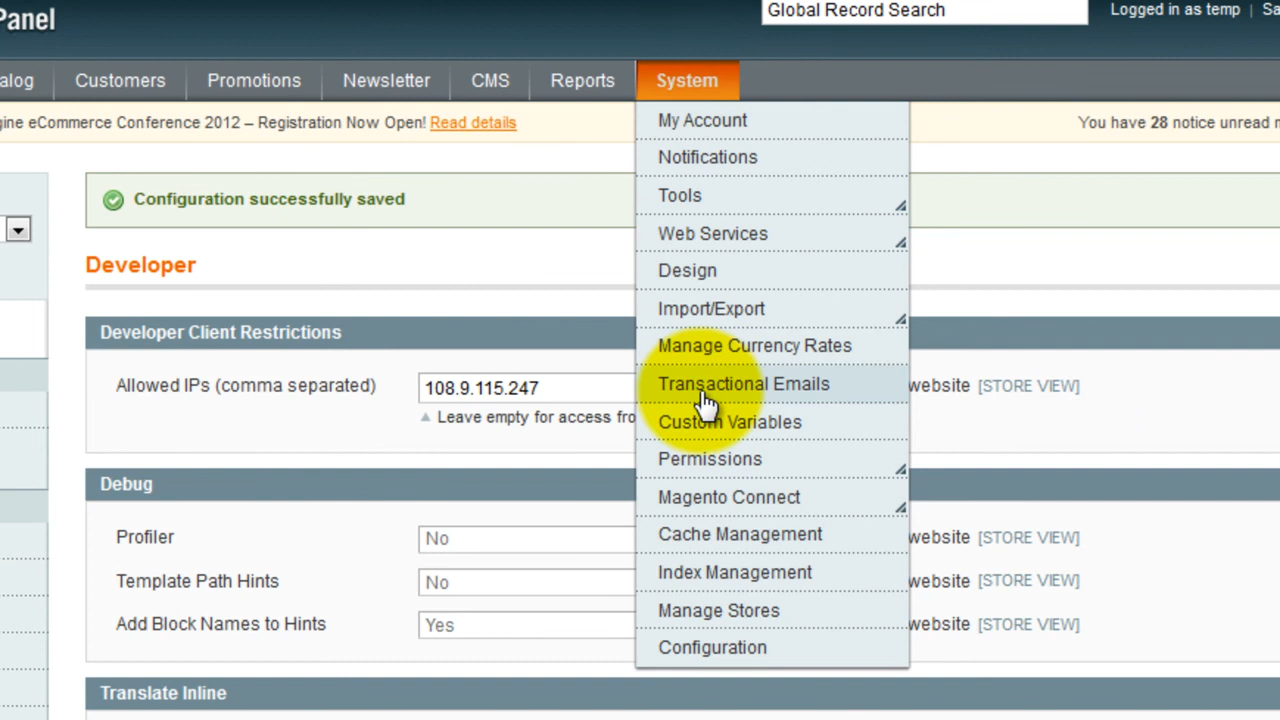 Panel
Global Record Search
Logged in as temp | Sa
alog
Customers
Promotions
Newsletter
CMS
Reports
System
gine eCommerce Conference 2012 – Registration Now Open! Read details
You have 28 notice unread m
My Account
Notifications
Tools
Web Services
Design
Import/Export
Manage Currency Rates
Transactional Emails
Custom Variables
Permissions
Magento Connect
Cache Management
Index Management
Manage Stores
Configuration
Configuration successfully saved
Developer
Developer Client Restrictions
Allowed IPs (comma separated)
108.9.115.247
website [STORE VIEW]
Leave empty for access fro
Debug
Profiler
No
website [STORE VIEW]
Template Path Hints
No
website [STORE VIEW]
Add Block Names to Hints
Yes
website [STORE VIEW]
Translate Inline